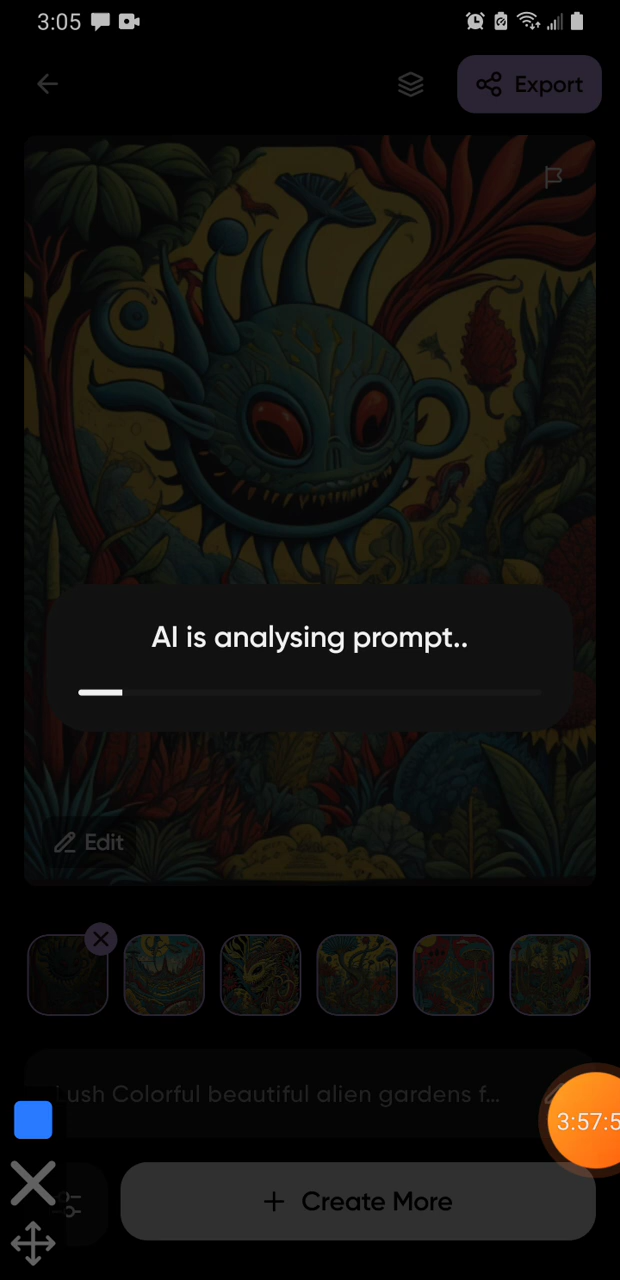 3:05
Export
AI is analysing prompt..
Edit
Lush Colorful beautiful alien gardens f...
3:57:5
+ Create More